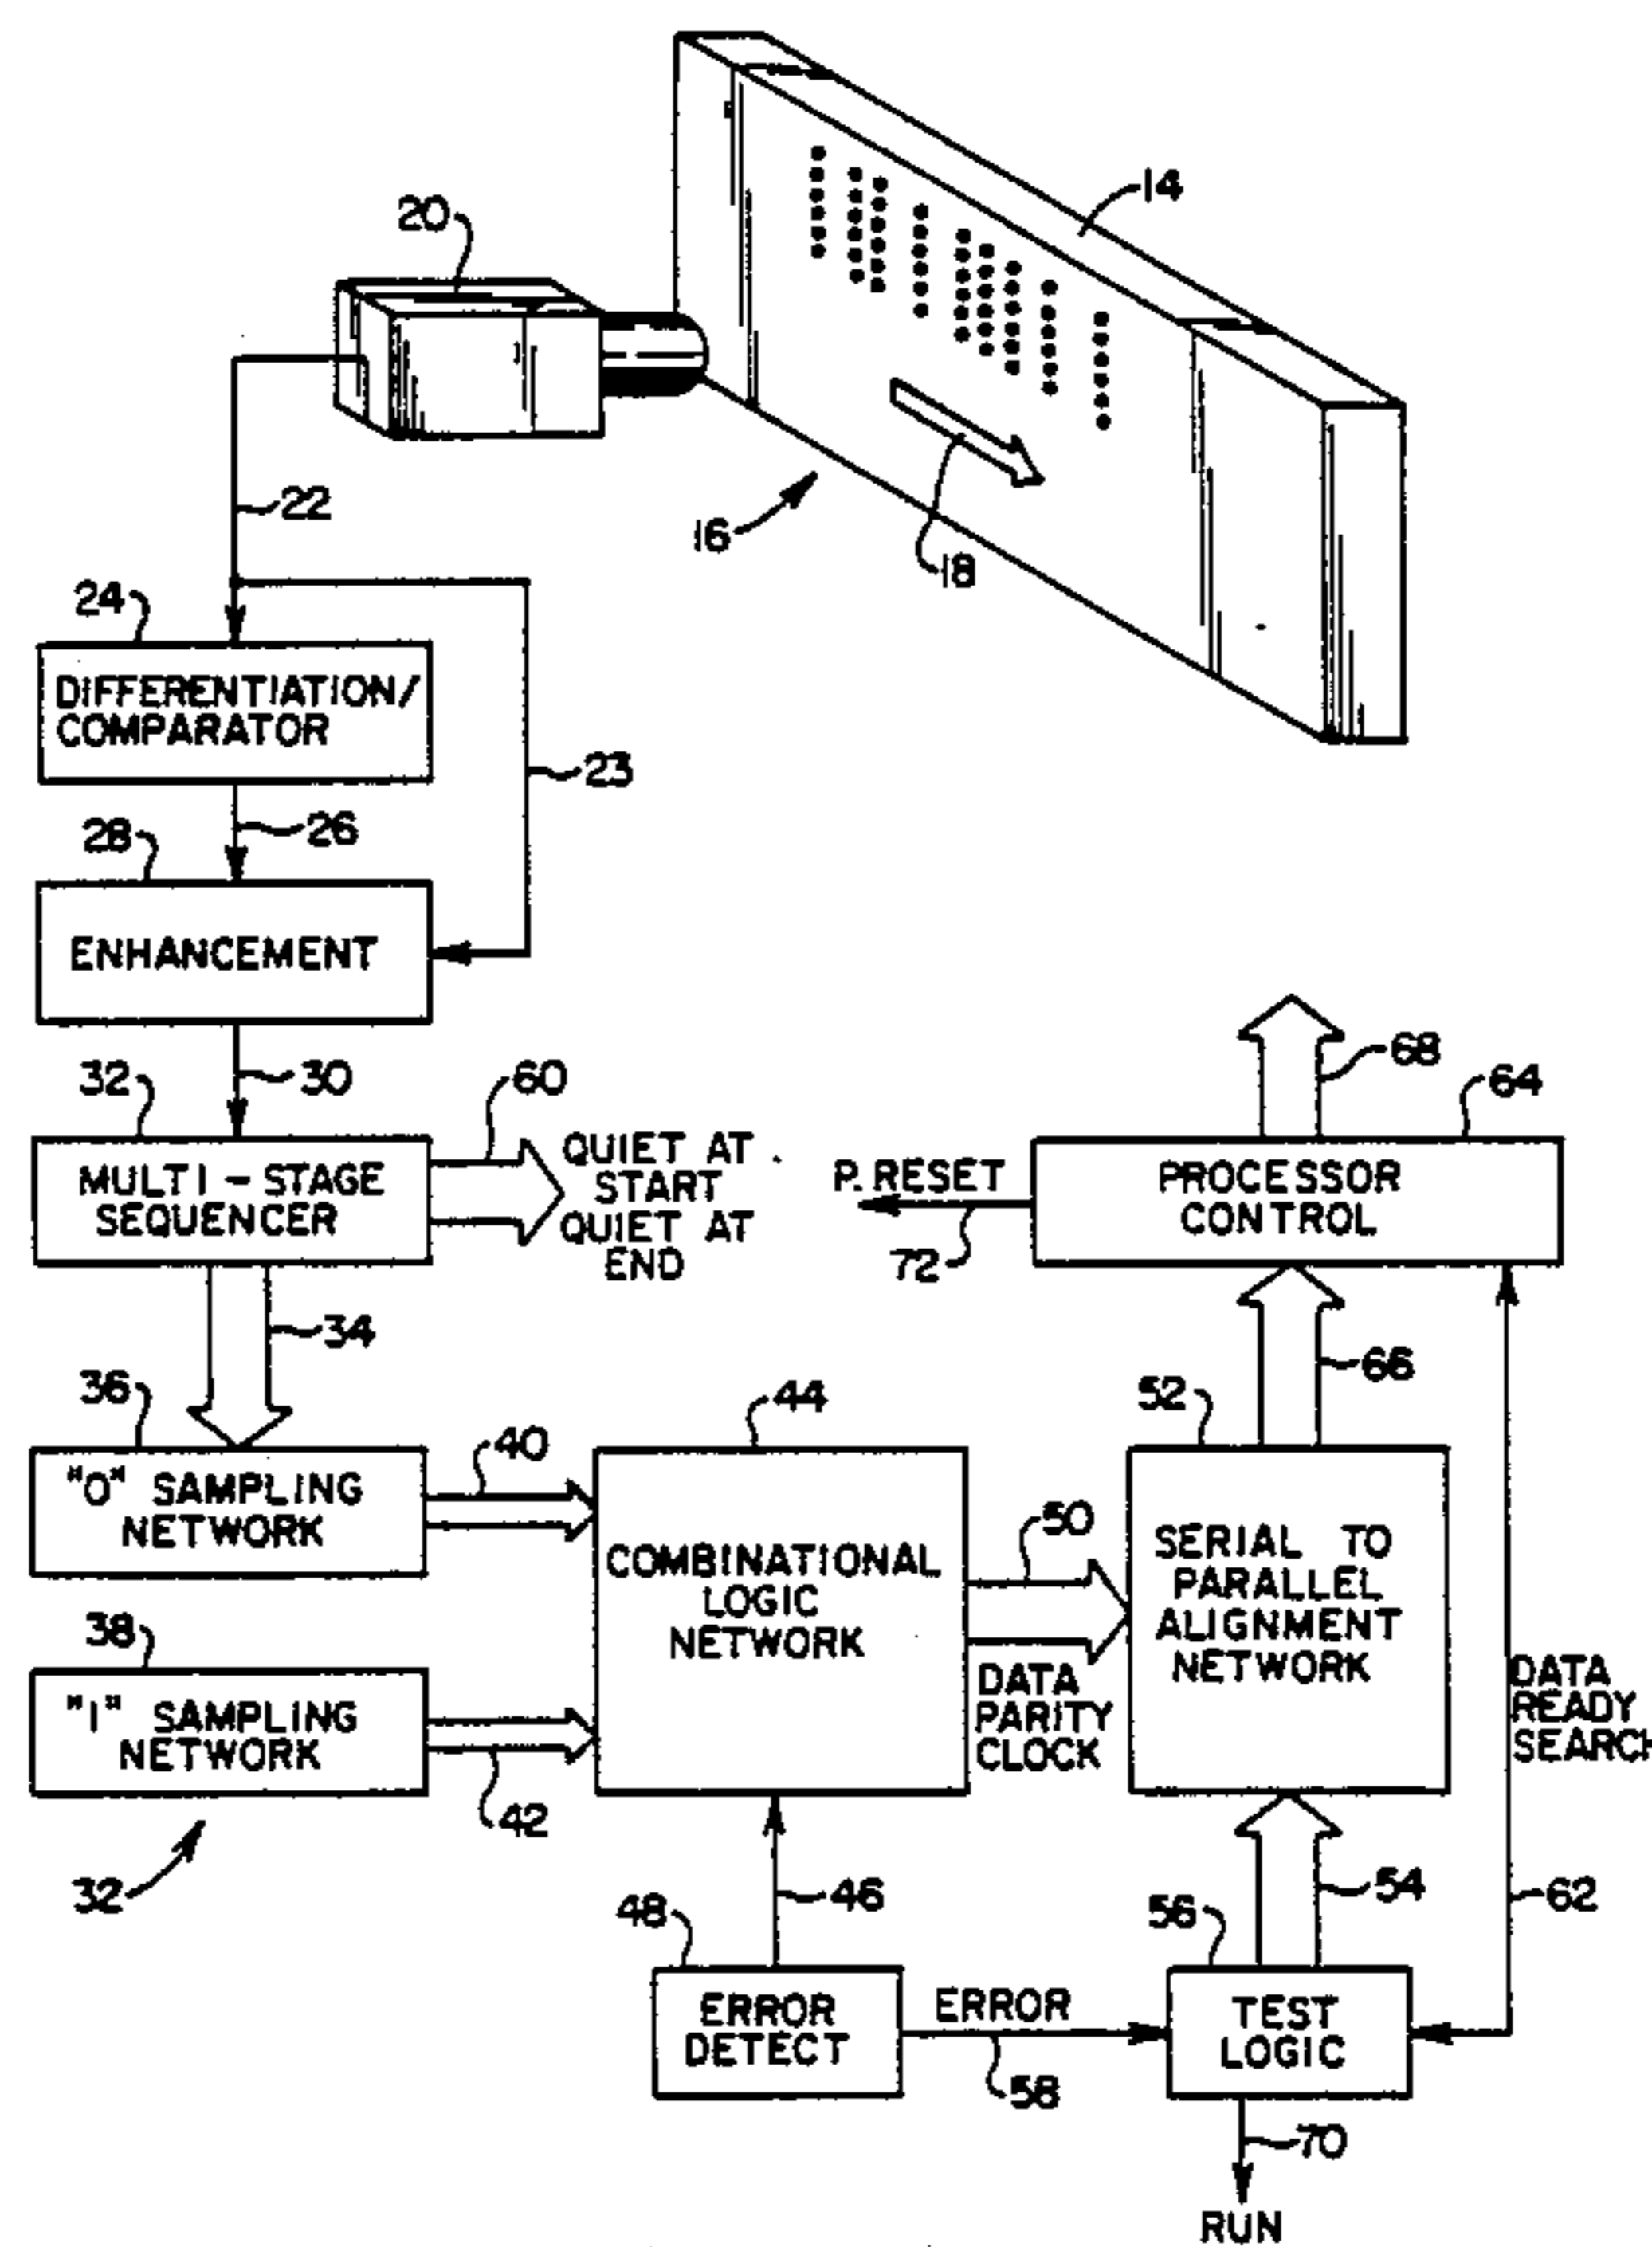 14
20
16
18
22
24
DIFFERENTIATION/
COMPARATOR
23
26
28
ENHANCEMENT
30
32
MULTI-STAGE
SEQUENCER
60
QUIET AT
START
QUIET AT
END
68
64
PROCESSOR
CONTROL
P. RESET
72
34
66
36
"0" SAMPLING
NETWORK
40
44
COMBINATIONAL
LOGIC
NETWORK
52
SERIAL TO
PARALLEL
ALIGNMENT
NETWORK
50
DATA
PARITY
CLOCK
38
"1" SAMPLING
NETWORK
42
32
DATA
READY
SEARCH
62
46
48
ERROR
DETECT
ERROR
58
54
56
TEST
LOGIC
70
RUN